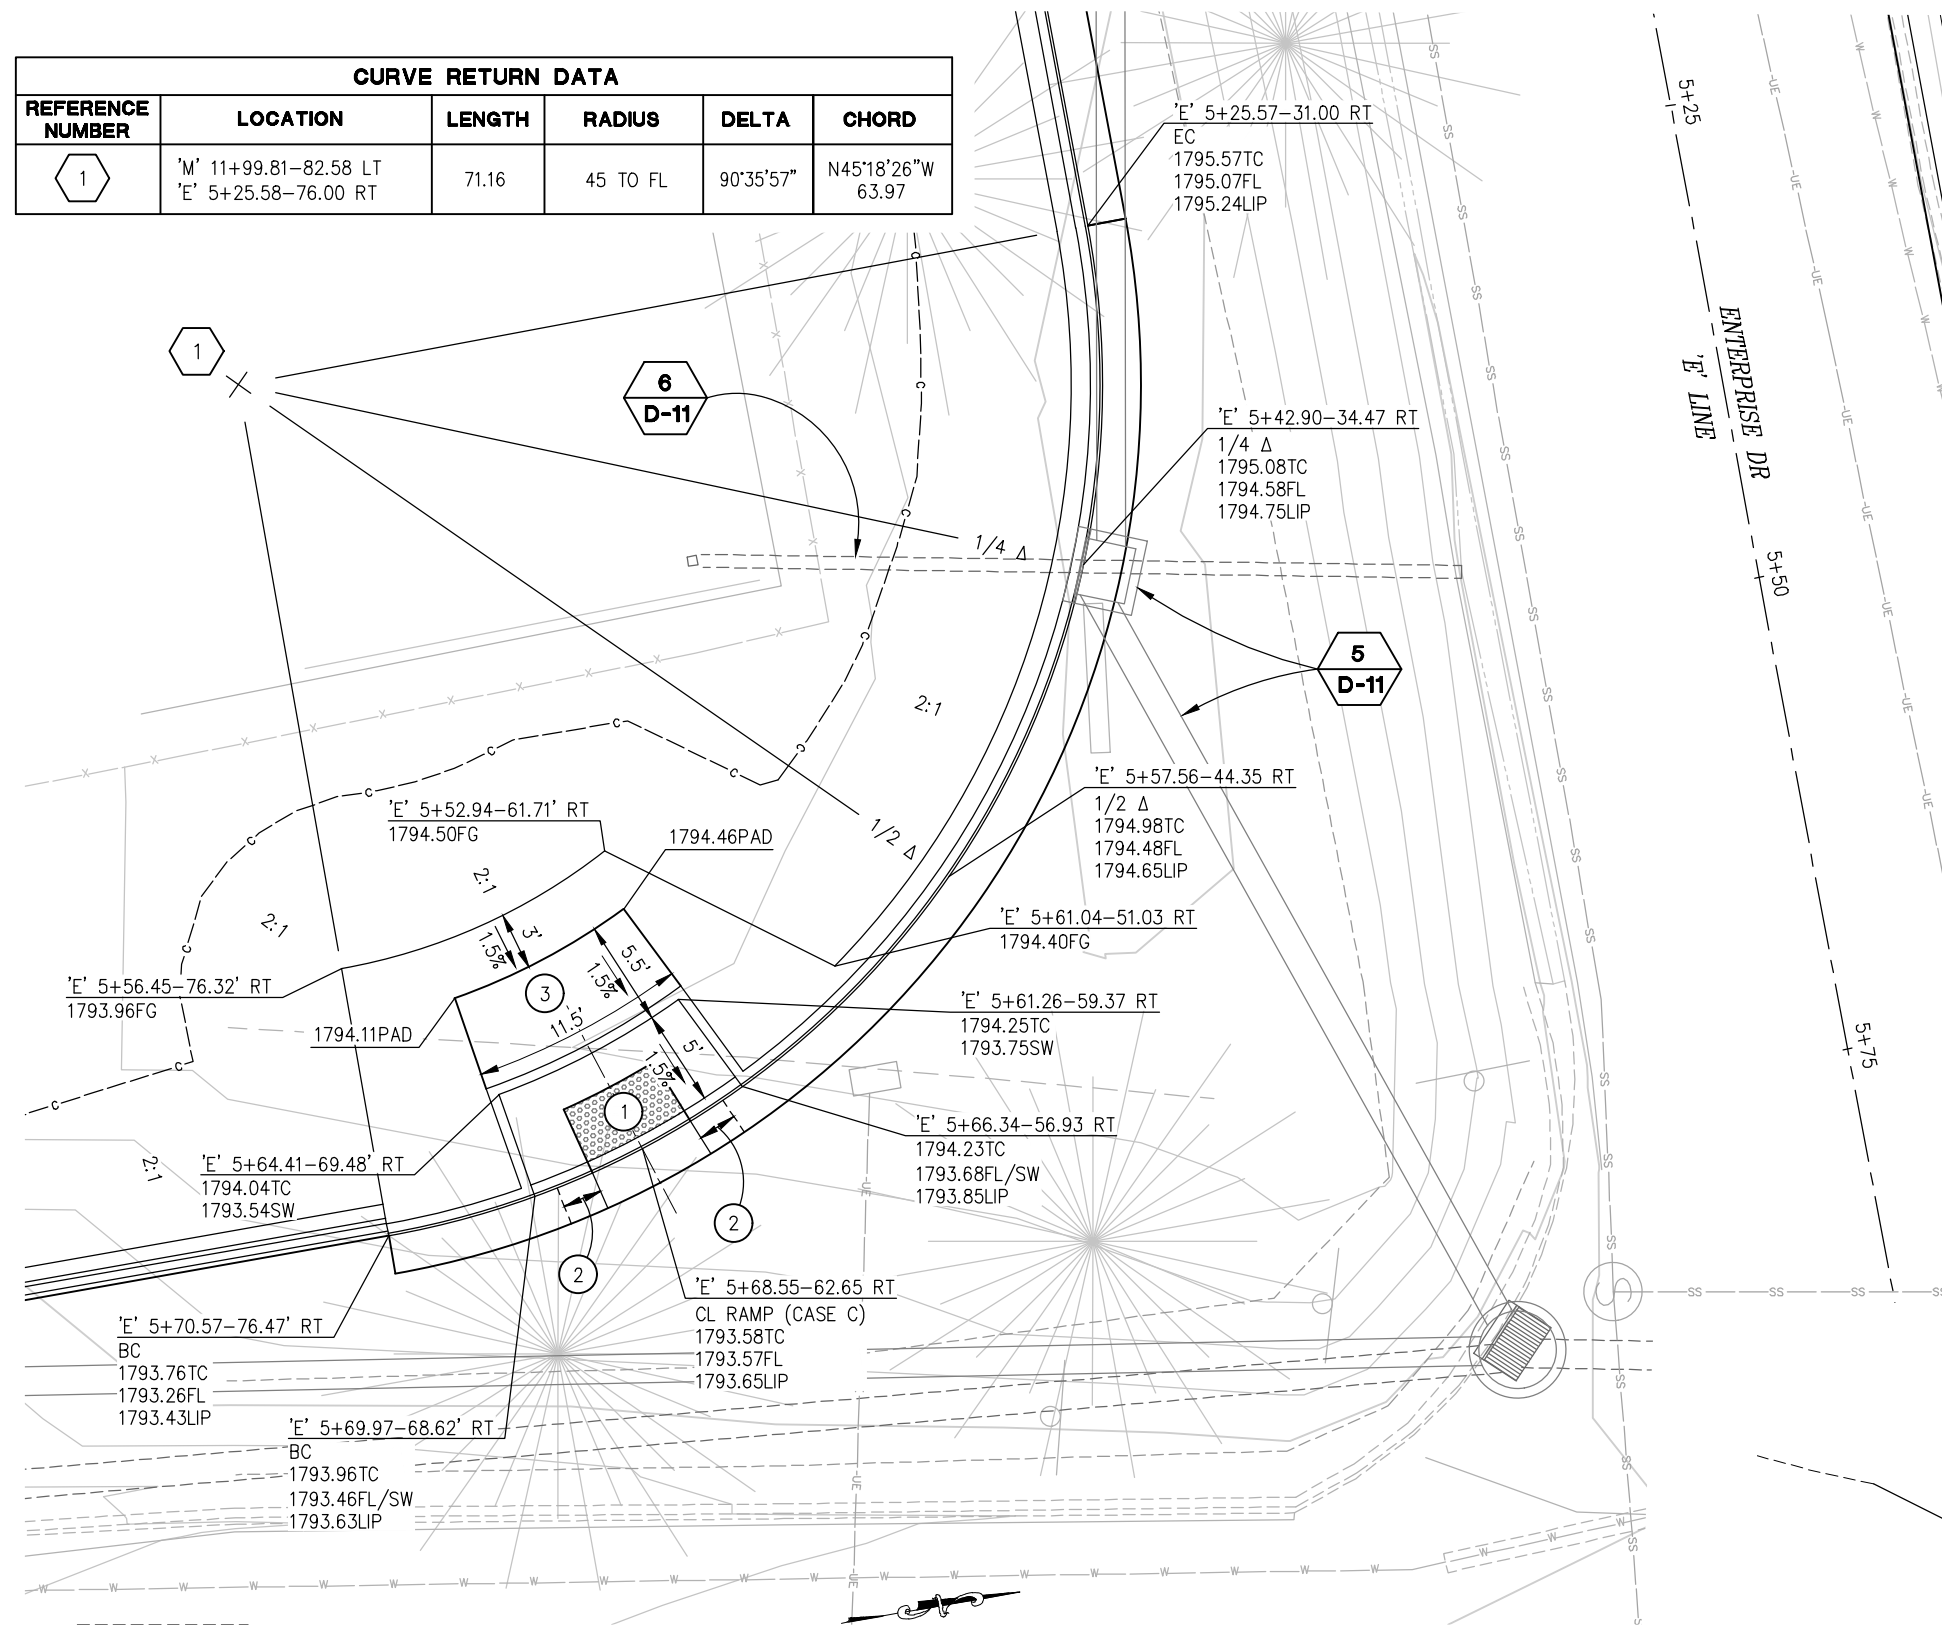 CURVE RETURN DATA
REFERENCE NUMBER LOCATION LENGTH RADIUS DELTA CHORD
1 'M' 11+99.81-82.58 LT 71.16 45 TO FL 90°35'57" N45°18'26"W
'E' 5+25.58-76.00 RT 63.97
'E' 5+25.57-31.00 RT
EC
1795.57TC
1795.07FL
1795.24LIP
5+25
ENTERPRISE DR
'E' LINE
1
6
D-11
'E' 5+42.90-34.47 RT
1/4 Δ
1795.08TC
1794.58FL
1794.75LIP
1/4 Δ
5+50
5
D-11
2:1
'E' 5+57.56-44.35 RT
1/2 Δ
1794.98TC
1794.48FL
1794.65LIP
'E' 5+52.94-61.71' RT
1794.50FG
1794.46PAD
1/2 Δ
2:1
2:1
'E' 5+61.04-51.03 RT
1794.40FG
3'
1.5%
5.5'
1.5%
3
11.5'
'E' 5+56.45-76.32' RT
1793.96FG
1794.11PAD
'E' 5+61.26-59.37 RT
1794.25TC
1793.75SW
5'
1.5%
1
5+75
'E' 5+66.34-56.93 RT
1794.23TC
1793.68FL/SW
1793.85LIP
2:1
'E' 5+64.41-69.48' RT
1794.04TC
1793.54SW
2
2
'E' 5+68.55-62.65 RT
CL RAMP (CASE C)
1793.58TC
1793.57FL
1793.65LIP
'E' 5+70.57-76.47' RT
BC
1793.76TC
1793.26FL
1793.43LIP
'E' 5+69.97-68.62' RT
BC
1793.96TC
1793.46FL/SW
1793.63LIP